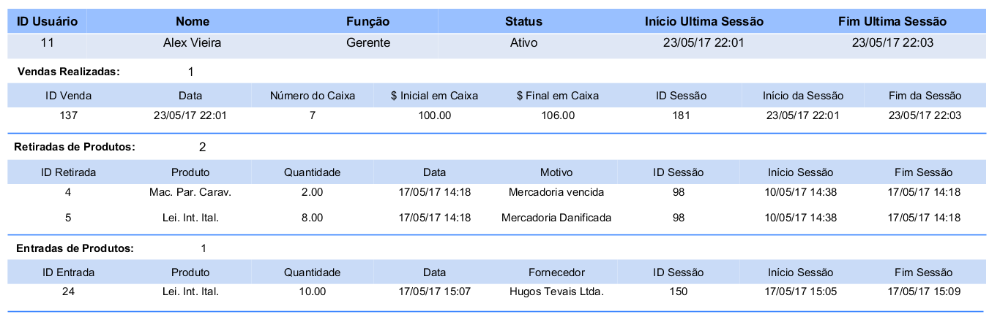 ID Usuário Nome Função Status Início Ultima Sessão Fim Ultima Sessão
11 Alex Vieira Gerente Ativo 23/05/17 22:01 23/05/17 22:03
Vendas Realizadas: 1
ID Venda Data Número do Caixa $ Inicial em Caixa $ Final em Caixa ID Sessão Início da Sessão Fim da Sessão
137 23/05/17 22:01 7 100.00 106.00 181 23/05/17 22:01 23/05/17 22:03
Retiradas de Produtos: 2
ID Retirada Produto Quantidade Data Motivo ID Sessão Início Sessão Fim Sessão
4 Mac. Par. Carav. 2.00 17/05/17 14:18 Mercadoria vencida 98 10/05/17 14:38 17/05/17 14:18
5 Lei. Int. Ital. 8.00 17/05/17 14:18 Mercadoria Danificada 98 10/05/17 14:38 17/05/17 14:18
Entradas de Produtos: 1
ID Entrada Produto Quantidade Data Fornecedor ID Sessão Início Sessão Fim Sessão
24 Lei. Int. Ital. 10.00 17/05/17 15:07 Hugos Tevais Ltda. 150 17/05/17 15:05 17/05/17 15:09